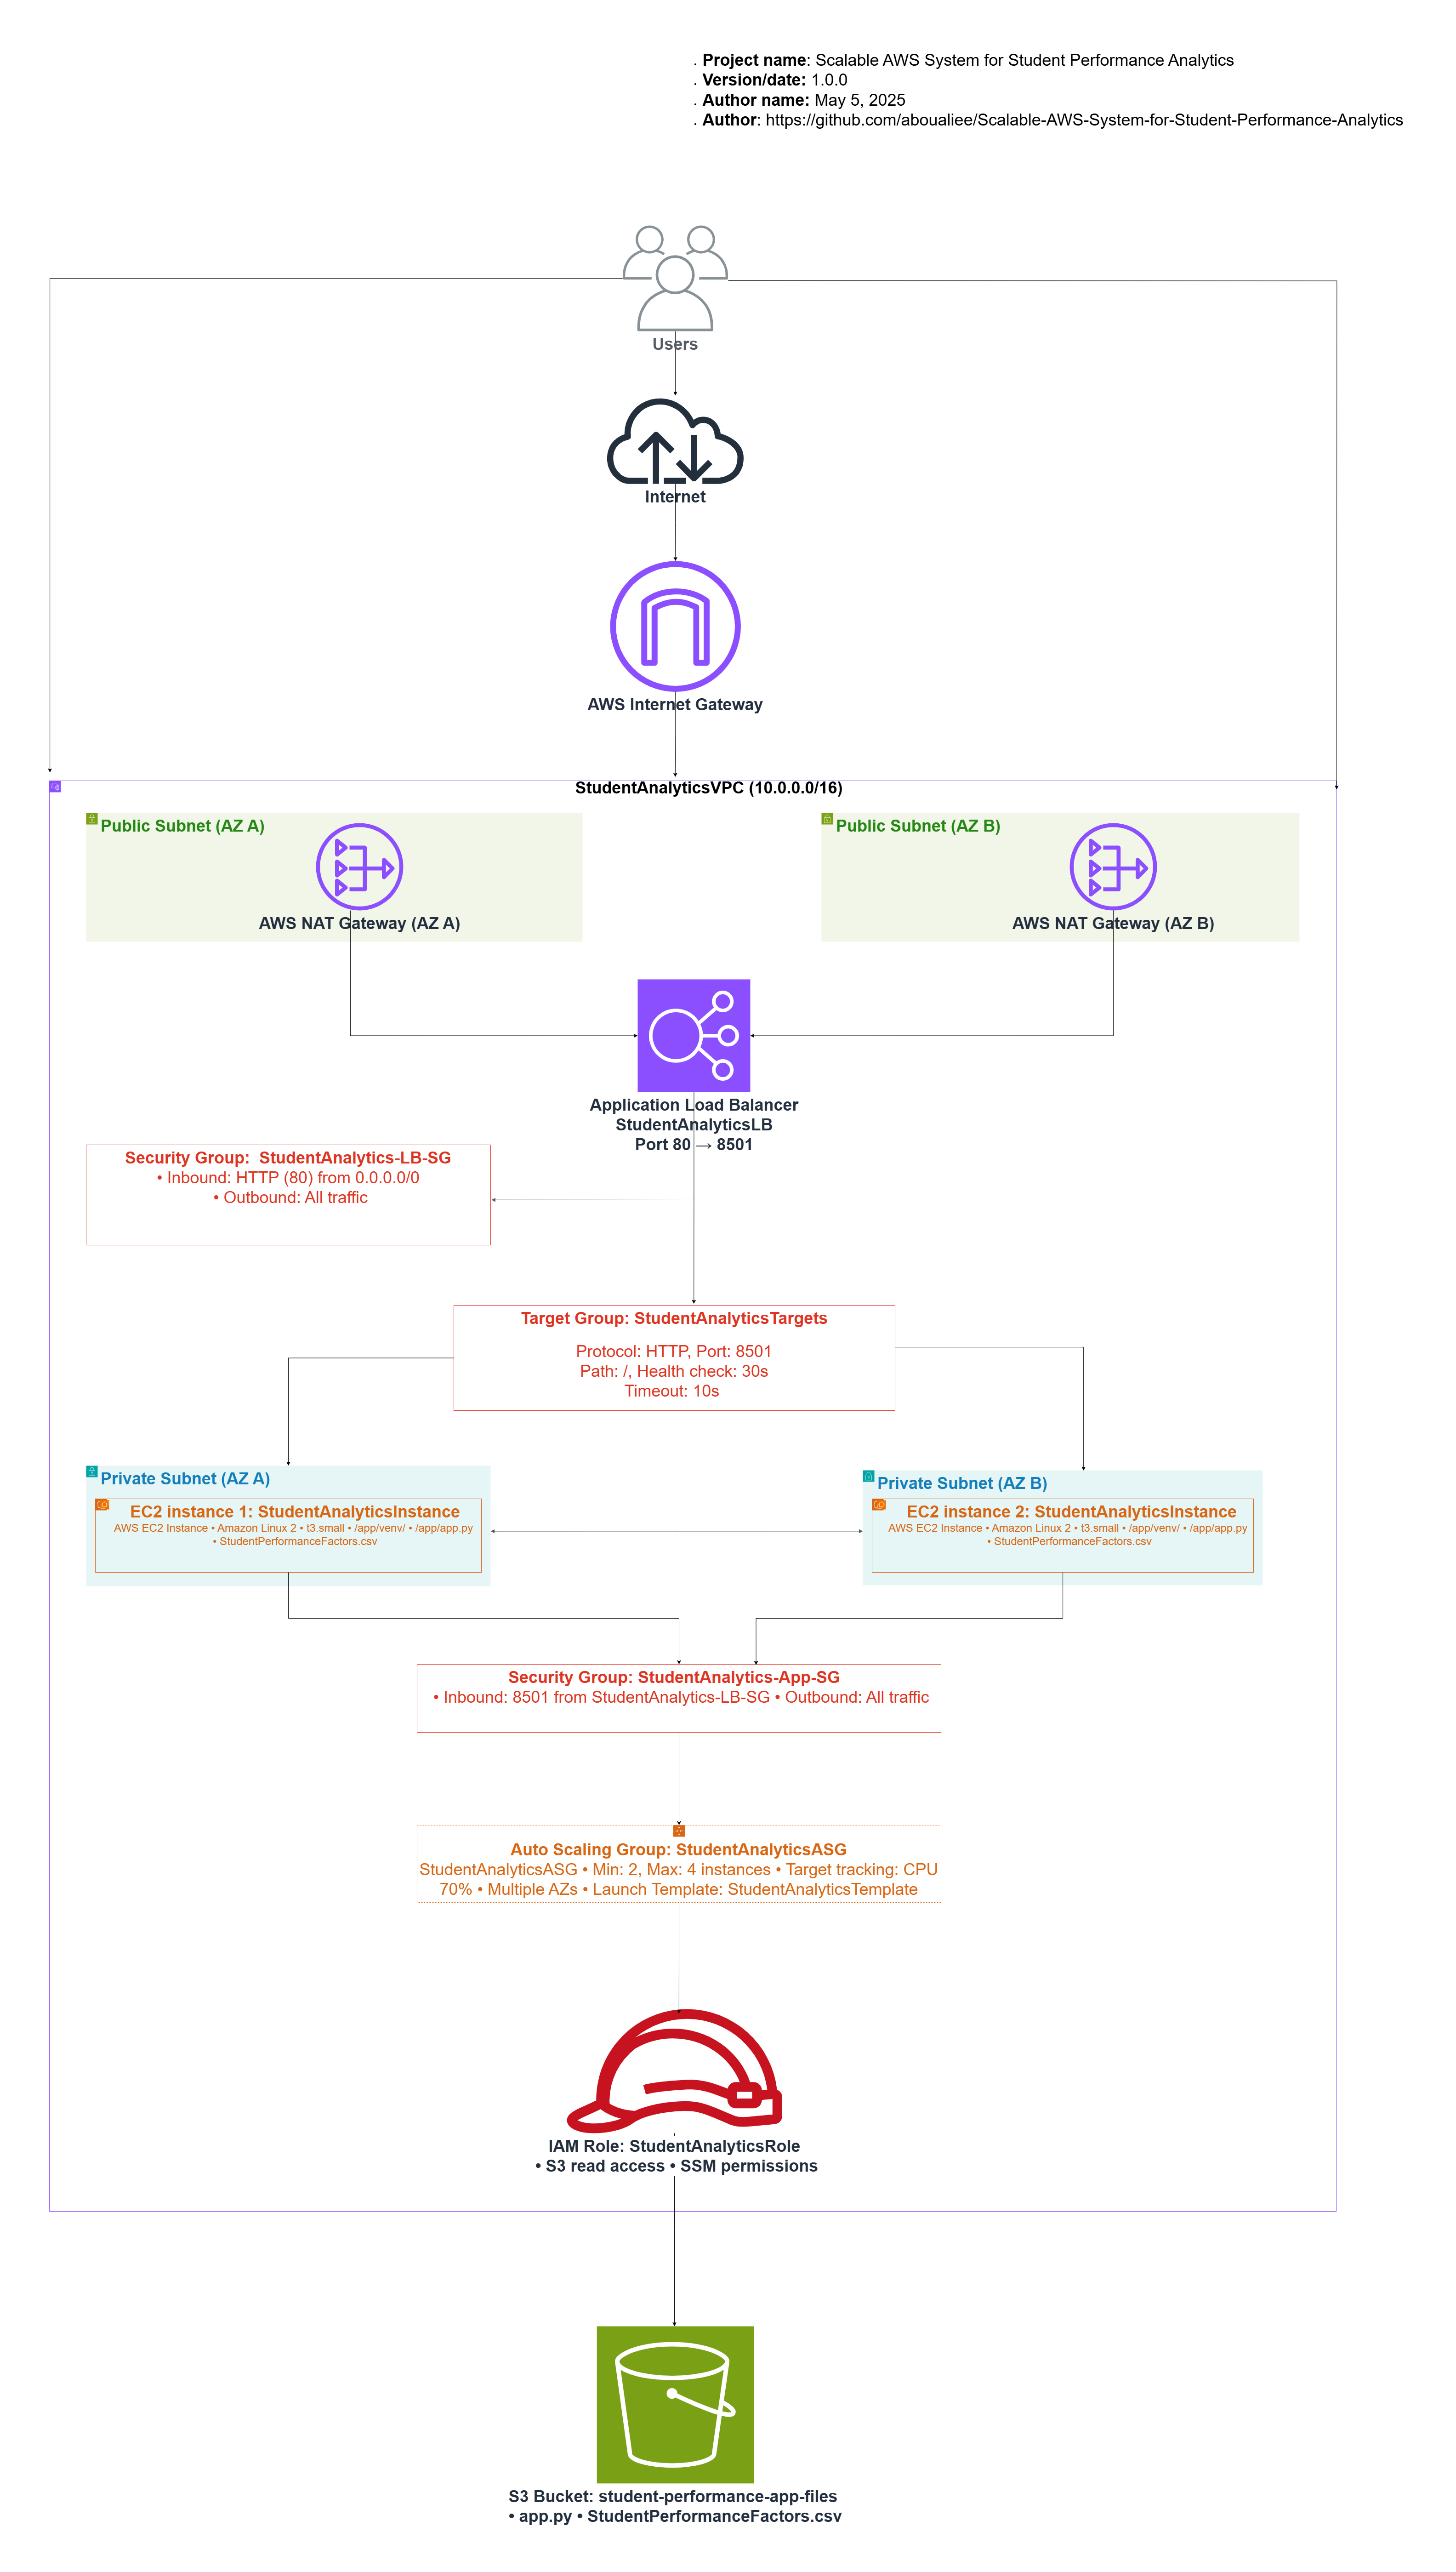 . Project name: Scalable AWS System for Student Performance Analytics
. Version/date: 1.0.0
. Author name: May 5, 2025
. Author: https://github.com/aboualiee/Scalable-AWS-System-for-Student-Performance-Analytics
Users
Internet
AWS Internet Gateway
StudentAnalyticsVPC (10.0.0.0/16)
Public Subnet (AZ A)
AWS NAT Gateway (AZ A)
Public Subnet (AZ B)
AWS NAT Gateway (AZ B)
Application Load Balancer
StudentAnalyticsLB
Port 80 → 8501
Security Group:  StudentAnalytics-LB-SG
• Inbound: HTTP (80) from 0.0.0.0/0
• Outbound: All traffic
Target Group: StudentAnalyticsTargets
Protocol: HTTP, Port: 8501
Path: /, Health check: 30s
Timeout: 10s
Private Subnet (AZ A)
EC2 instance 1: StudentAnalyticsInstance
AWS EC2 Instance • Amazon Linux 2 • t3.small • /app/venv/ • /app/app.py
• StudentPerformanceFactors.csv
Private Subnet (AZ B)
EC2 instance 2: StudentAnalyticsInstance
AWS EC2 Instance • Amazon Linux 2 • t3.small • /app/venv/ • /app/app.py
• StudentPerformanceFactors.csv
Security Group: StudentAnalytics-App-SG
• Inbound: 8501 from StudentAnalytics-LB-SG • Outbound: All traffic
Auto Scaling Group: StudentAnalyticsASG
StudentAnalyticsASG • Min: 2, Max: 4 instances • Target tracking: CPU
70% • Multiple AZs • Launch Template: StudentAnalyticsTemplate
IAM Role: StudentAnalyticsRole
• S3 read access • SSM permissions
S3 Bucket: student-performance-app-files
• app.py • StudentPerformanceFactors.csv